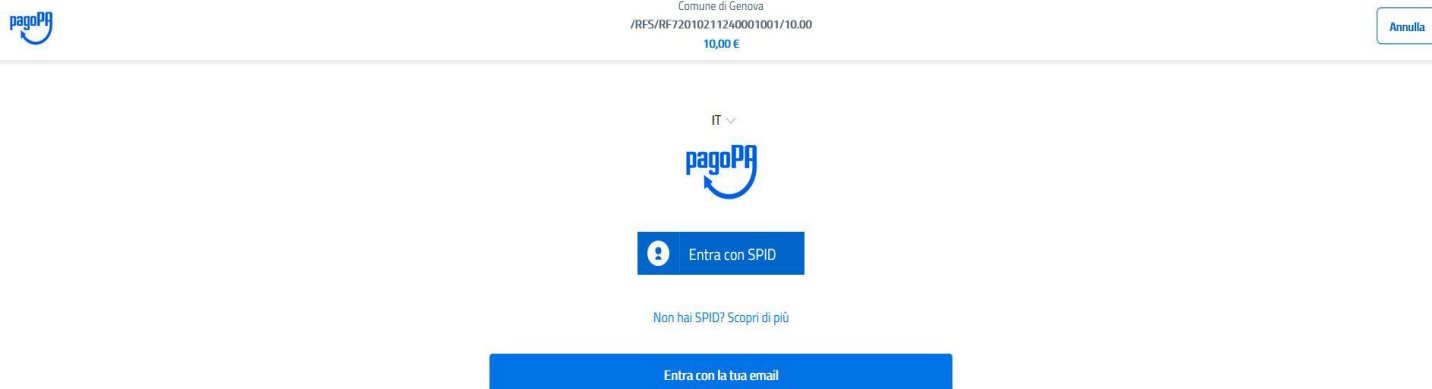 pagoPA
Comune di Genova
/RFS/RF72010211240001001/10.00
10,00 €
Annulla
IT
pagoPA
Entra con SPID
Non hai SPID? Scopri di più
Entra con la tua email